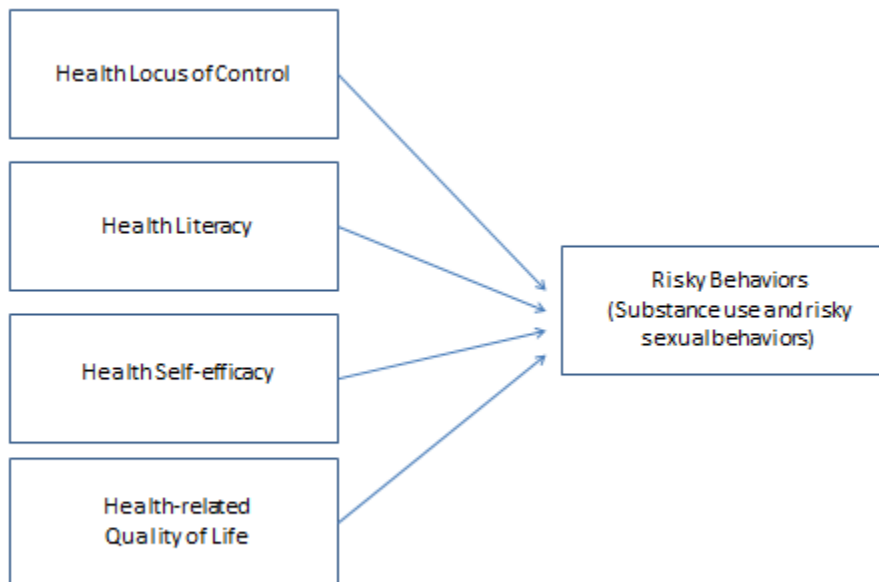 Health Locus of Control
Health Literacy
Health Self-efficacy
Health-related
Quality of Life
Risky Behaviors
(Substance use and risky
sexual behaviors)